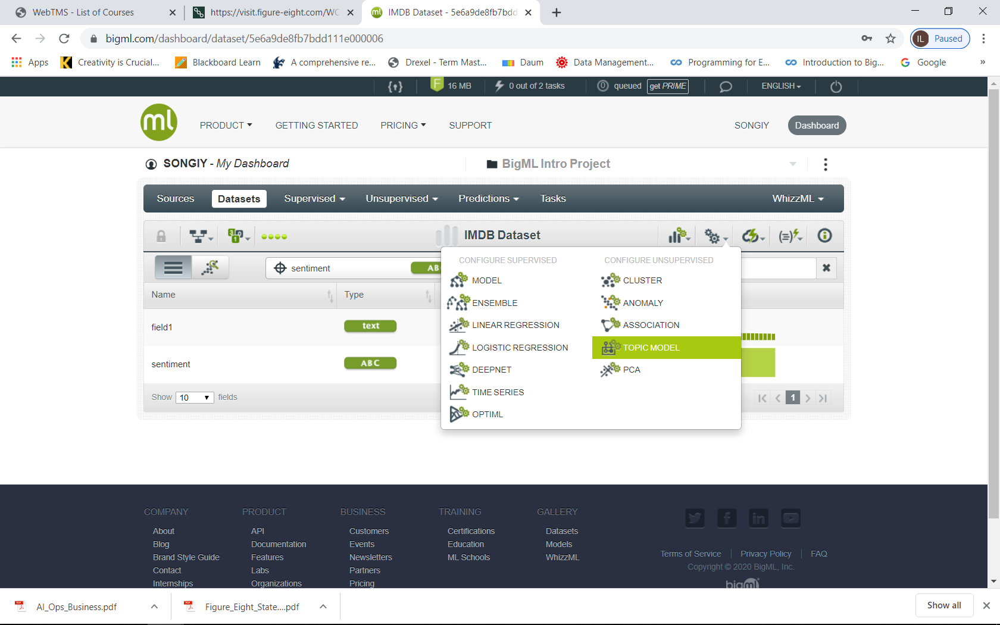 WebTMS - List of Courses
https://visit.figure-eight.com/WC
IMDB Dataset - 5e6a9de8fb7bdd
bigml.com/dashboard/dataset/5e6a9de8fb7bdd111e000006
IL Paused
Apps
Creativity is Crucial...
Blackboard Learn
A comprehensive re...
Drexel - Term Mast...
Daum
Data Management...
Programming for E...
Introduction to Big...
Google
»
F 16 MB
0 out of 2 tasks
0 queued
get PRIME
ENGLISH
ml
PRODUCT
GETTING STARTED
PRICING
SUPPORT
SONGIY
Dashboard
SONGIY - My Dashboard
BigML Intro Project
Sources
Datasets
Supervised
Unsupervised
Predictions
Tasks
WhizzML
IMDB Dataset
sentiment
AB
CONFIGURE SUPERVISED
MODEL
ENSEMBLE
LINEAR REGRESSION
LOGISTIC REGRESSION
DEEPNET
TIME SERIES
OPTIML
CONFIGURE UNSUPERVISED
CLUSTER
ANOMALY
ASSOCIATION
TOPIC MODEL
PCA
Name
Type
field1
text
sentiment
ABC
Show 10 fields
1
COMPANY
About
Blog
Brand Style Guide
Contact
Internships
PRODUCT
API
Documentation
Features
Labs
Organizations
BUSINESS
Customers
Events
Newsletters
Partners
Pricing
TRAINING
Certifications
Education
ML Schools
GALLERY
Datasets
Models
WhizzML
Terms of Service
Privacy Policy
FAQ
Copyright © 2020 BigML, Inc.
bigml
AI_Ops_Business.pdf
Figure_Eight_State....pdf
Show all